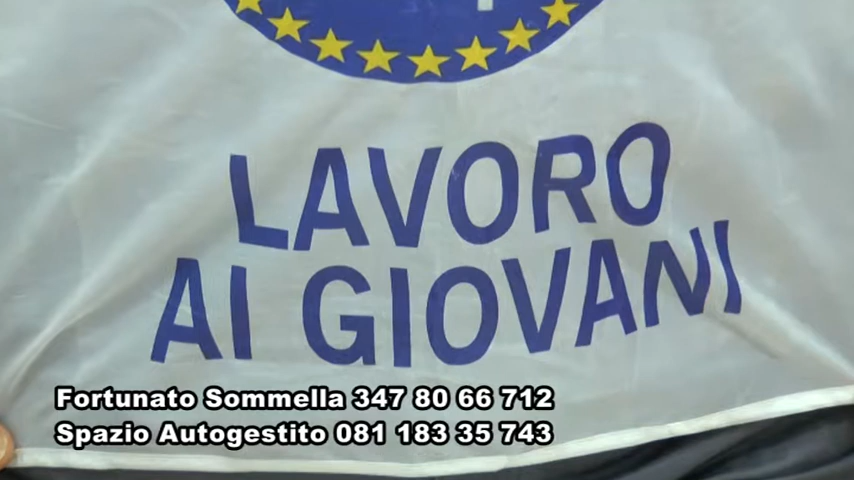 LAVORO
AI GIOVANI
Fortunato Sommella 347 80 66 712
Spazio Autogestito 081 183 35 743